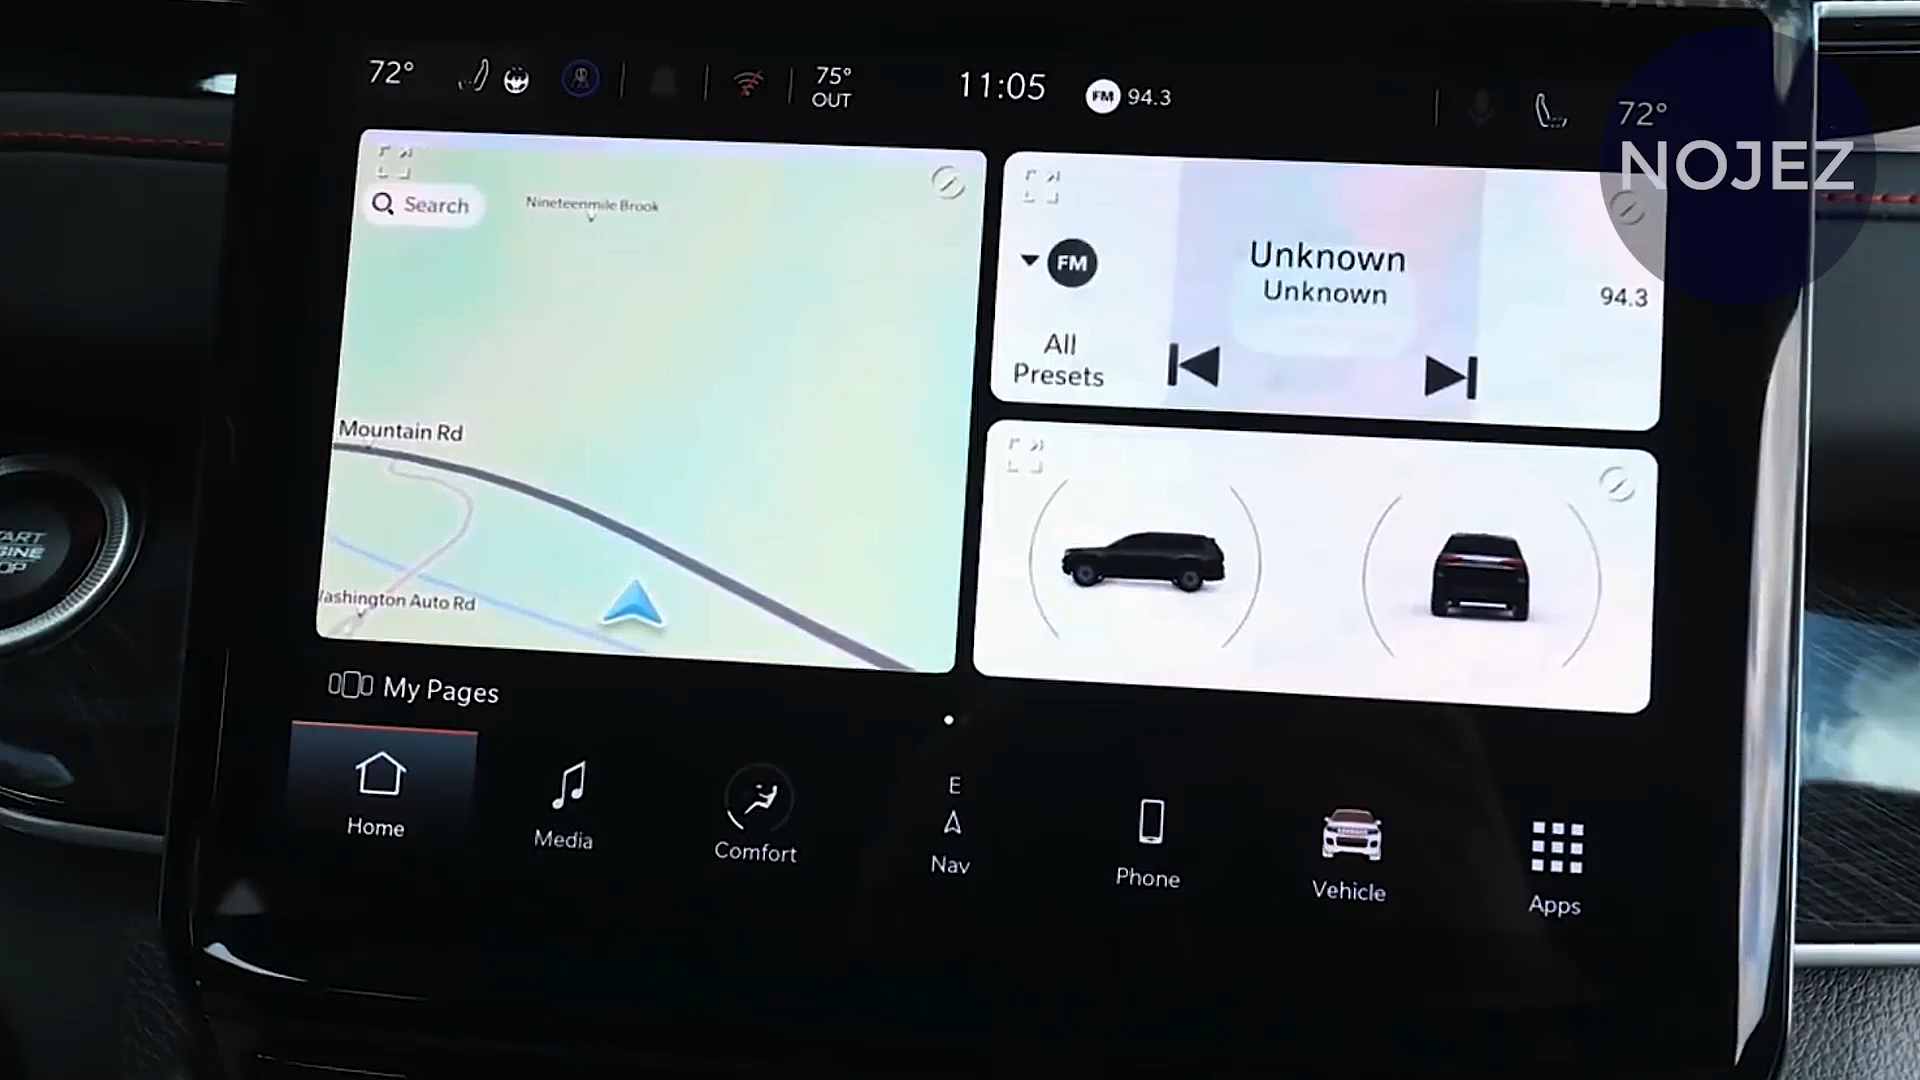 72°
75°
OUT
11:05
FM 94.3
72°
NOJEZ
Search
Nineteenmile Brook
Mountain Rd
Auto Rd
FM
Unknown
Unknown
94.3
All
Presets
My Pages
Home
Media
Comfort
E
Nav
Phone
Vehicle
Apps